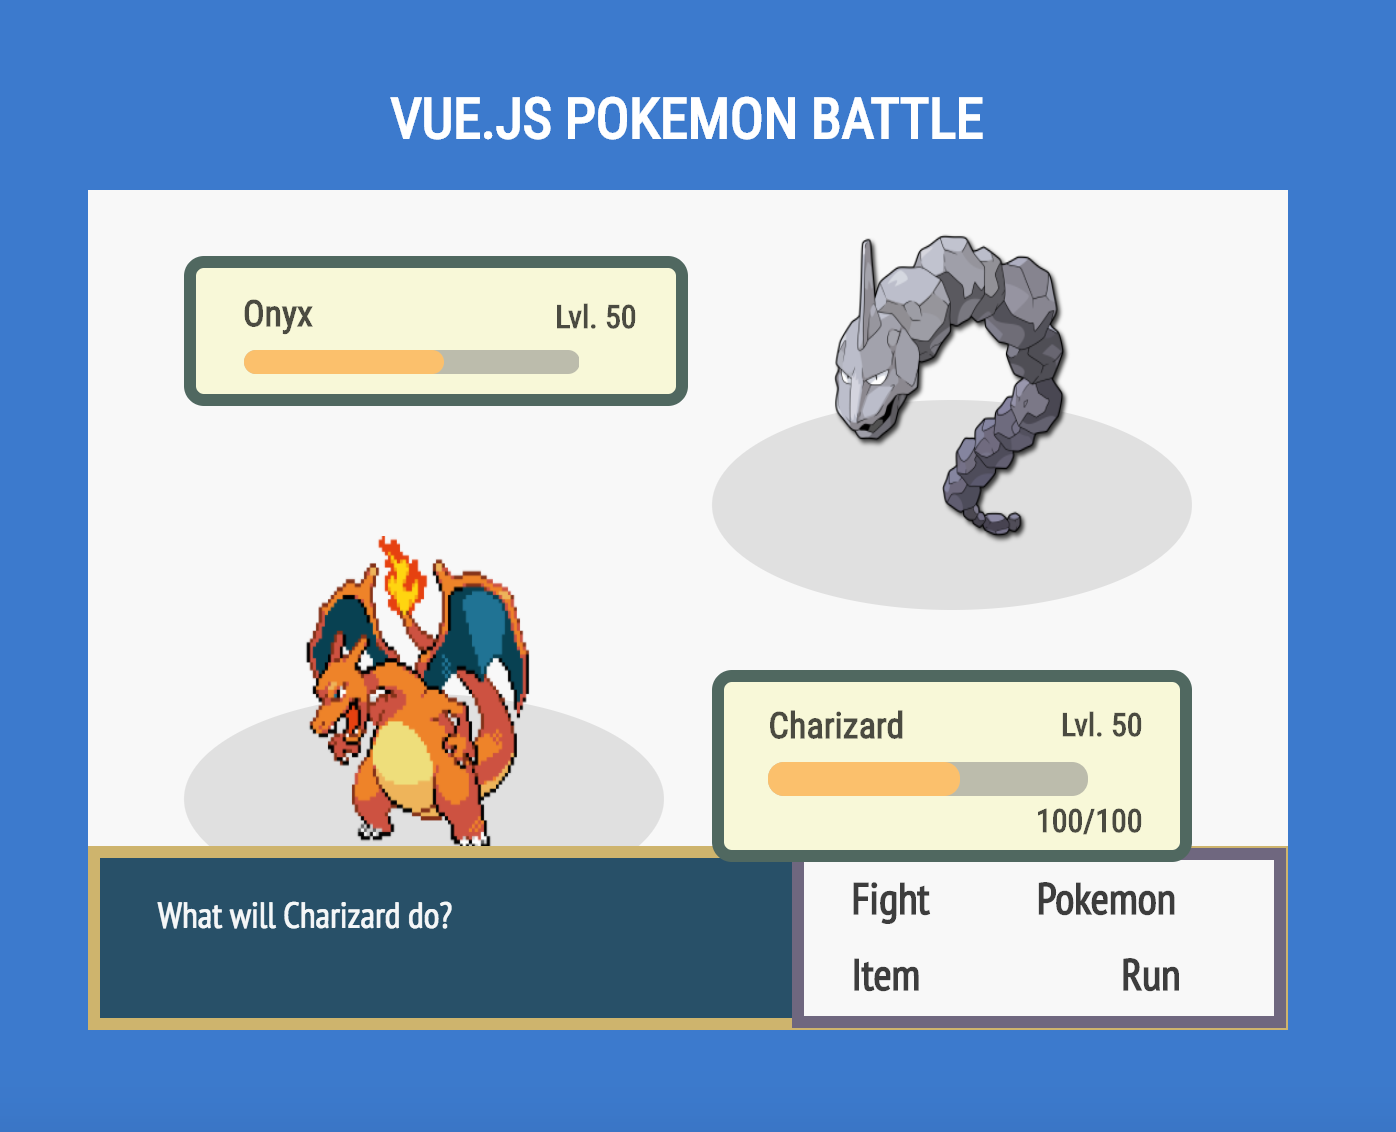 VUE.JS POKEMON BATTLE
Onyx Lvl. 50
Charizard Lvl. 50
100/100
What will Charizard do?
Fight Pokemon
Item Run